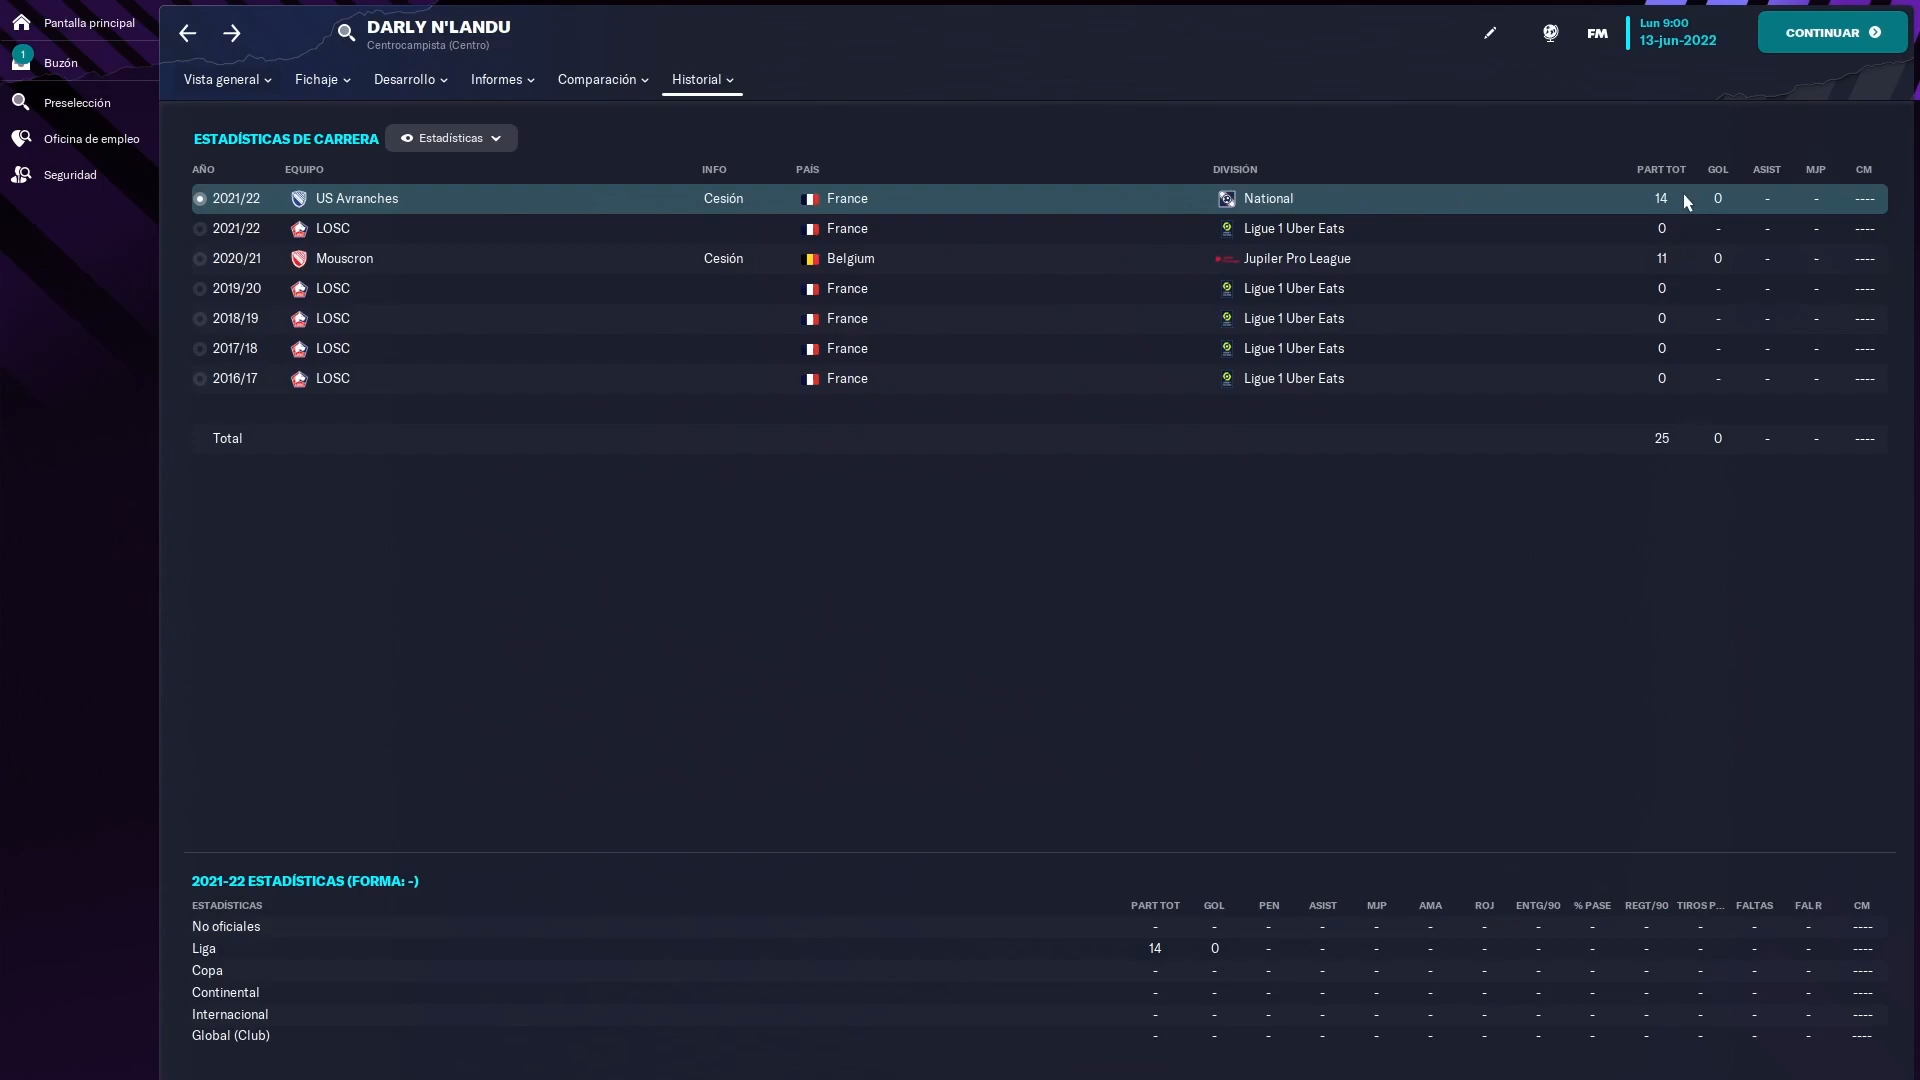 Pantalla principal
1
Buzón
Preselección
Oficina de empleo
Seguridad
DARLY N'LANDU
Centrocampista (Centro)
FM
Lun 9:00
13-jun-2022
CONTINUAR
Vista general Fichaje Desarrollo Informes Comparación Historial
ESTADÍSTICAS DE CARRERA Estadísticas
AÑO EQUIPO INFO PAÍS DIVISIÓN PART TOT GOL ASIST MJP CM
2021/22 US Avranches Cesión France National 14 0 - - ----
2021/22 LOSC France Ligue 1 Uber Eats 0 - - - ----
2020/21 Mouscron Cesión Belgium Jupiler Pro League 11 0 - - ----
2019/20 LOSC France Ligue 1 Uber Eats 0 - - - ----
2018/19 LOSC France Ligue 1 Uber Eats 0 - - - ----
2017/18 LOSC France Ligue 1 Uber Eats 0 - - - ----
2016/17 LOSC France Ligue 1 Uber Eats 0 - - - ----
Total 25 0 - - ----
2021-22 ESTADÍSTICAS (FORMA: -)
ESTADÍSTICAS PART TOT GOL PEN ASIST MJP AMA ROJ ENTG/90 % PASE REGT/90 TIROS P... FALTAS FAL R CM
No oficiales - - - - - - - - - - - - - ----
Liga 14 0 - - - - - - - - - - - ----
Copa - - - - - - - - - - - - - ----
Continental - - - - - - - - - - - - - ----
Internacional - - - - - - - - - - - - - ----
Global (Club) - - - - - - - - - - - - - ----